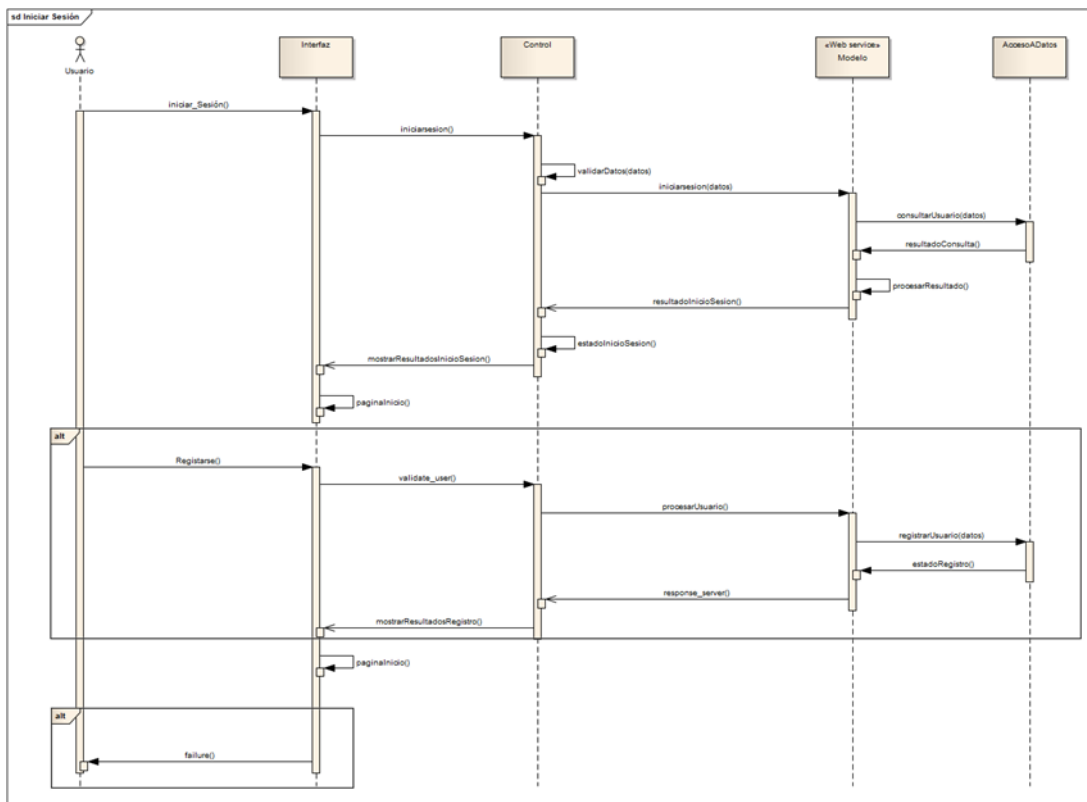 sd Iniciar Sesión
Usuario
Interfaz
Control
«Web service»
Modelo
AccesoADatos
iniciar_Sesión()
iniciarsesion()
validarDatos(datos)
iniciarsesion(datos)
consultarUsuario(datos)
resultadoConsulta()
procesarResultado()
resultadoInicioSesion()
estadoInicioSesion()
mostrarResultadosInicioSesion()
paginaInicio()
alt
Registarse()
validate_user()
procesarUsuario()
registrarUsuario(datos)
estadoRegistro()
response_server()
mostrarResultadosRegistro()
paginaInicio()
alt
failure()